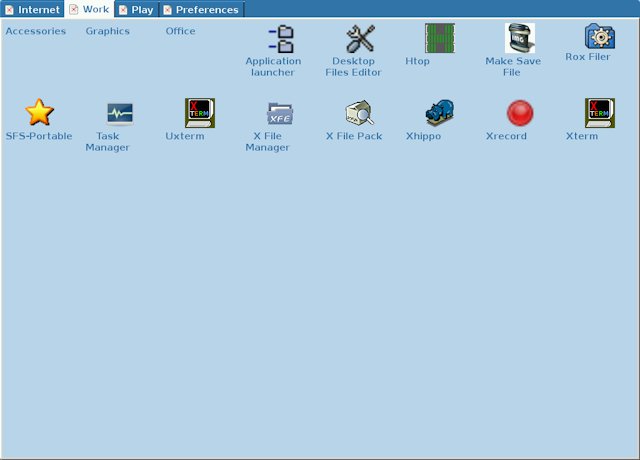 Internet Work Play Preferences
Accessories Graphics Office
Application launcher
Desktop Files Editor
Htop
Make Save File
Rox Filer
SFS-Portable
Task Manager
Uxterm
X File Manager
X File Pack
Xhippo
Xrecord
Xterm